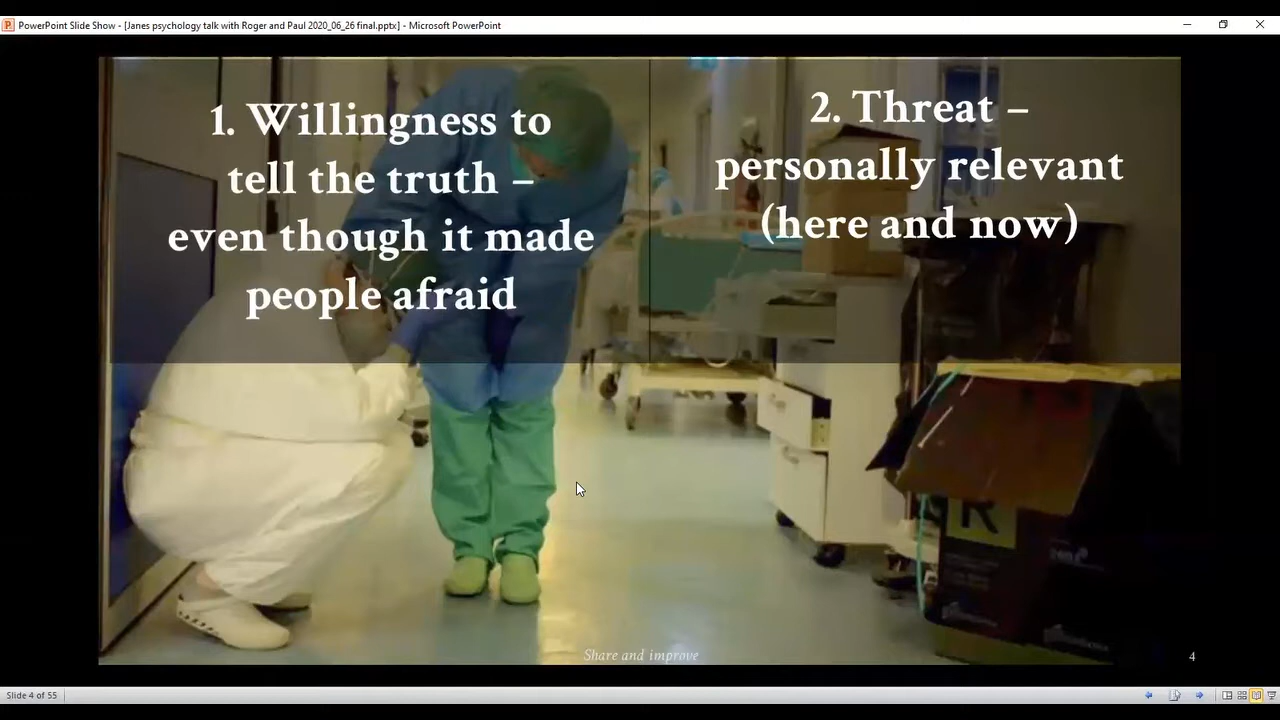 PowerPoint Slide Show - [Janes psychology talk with Roger and Paul 2020_06_26 final.pptx] - Microsoft PowerPoint
1. Willingness to
tell the truth –
even though it made
people afraid
2. Threat –
personally relevant
(here and now)
R
Share and improve
4
Slide 4 of 55